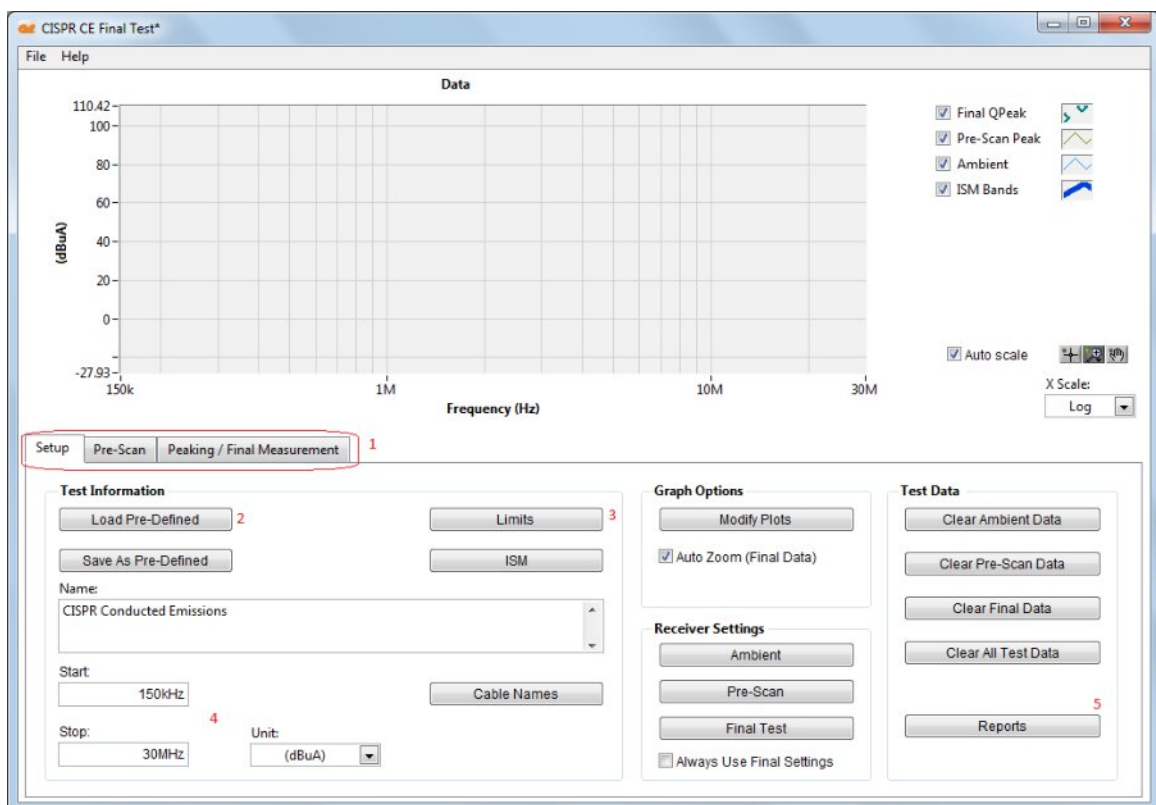 CISPR CE Final Test*
File Help
Data
110.42
100
80
60
40
20
0
-27.93
(dBuA)
150k 1M 10M 30M
Frequency (Hz)
Final QPeak
Pre-Scan Peak
Ambient
ISM Bands
Auto scale
X Scale:
Log
Setup Pre-Scan Peaking / Final Measurement 1
Test Information
Load Pre-Defined 2
Limits 3
Save As Pre-Defined
ISM
Name:
CISPR Conducted Emissions
Start:
150kHz
Cable Names
4
Stop:
30MHz
Unit:
(dBuA)
Graph Options
Modify Plots
Auto Zoom (Final Data)
Receiver Settings
Ambient
Pre-Scan
Final Test
Always Use Final Settings
Test Data
Clear Ambient Data
Clear Pre-Scan Data
Clear Final Data
Clear All Test Data
5
Reports